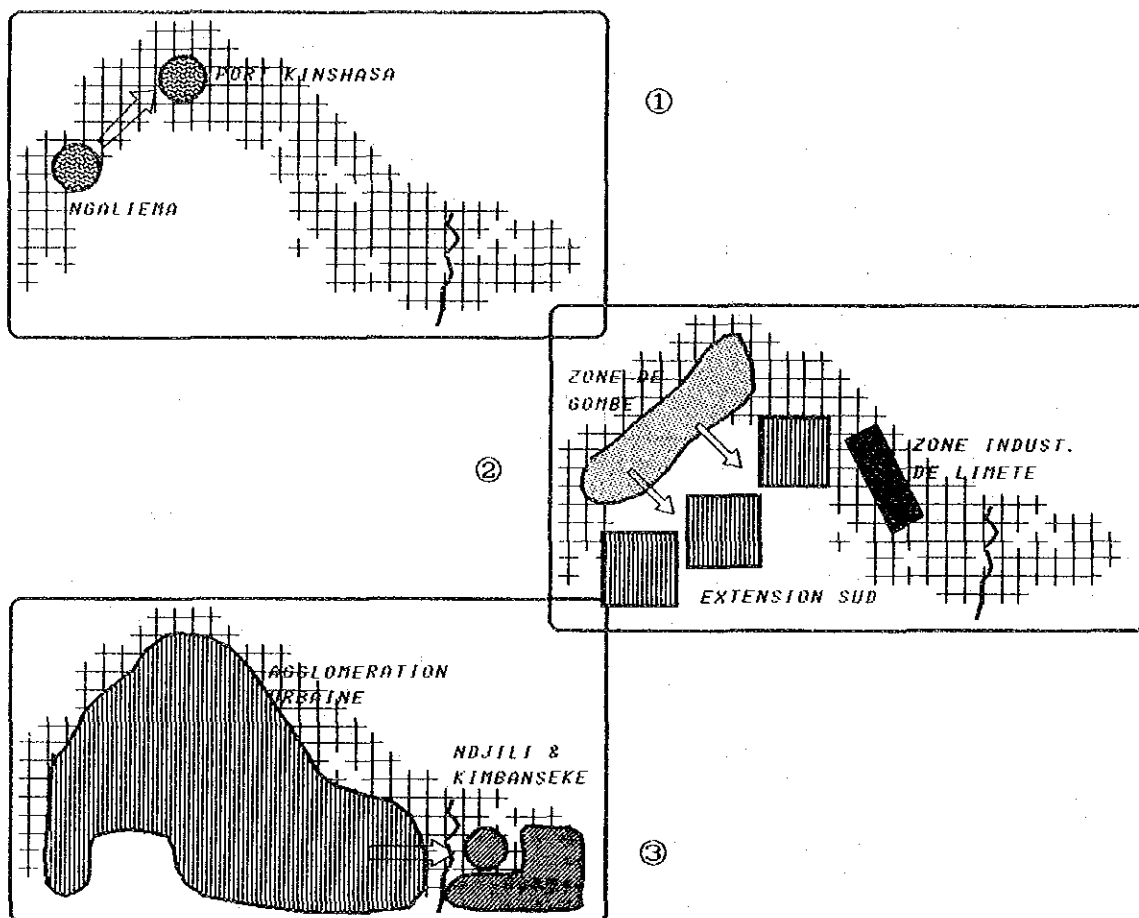 PORT KINSHASA
NGALIEMA
①
ZONE DE
GOMBE
ZONE INDUST.
DE LIMETE
②
EXTENSION SUD
AGGLOMERATION
URBAINE
NDJILI &
KIMBANSEKE
③